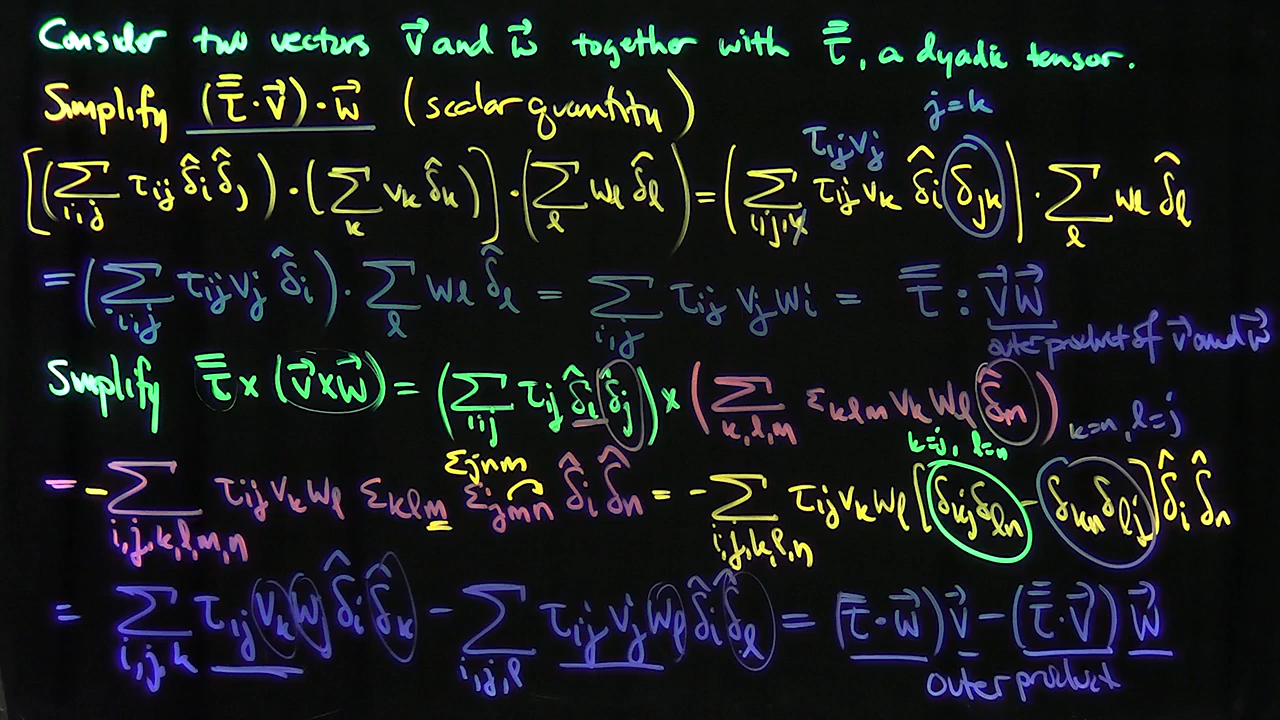 Consider two vectors v⃗ and w⃗ together with τ̿, a dyadic tensor.
Simplify (τ̿·v⃗)·w⃗ (scalar quantity)
j=k
τij vj
[(∑i,j τij δ̂i δ̂j)·(∑k vk δ̂k)]·(∑l wl δ̂l) = (∑i,j,k τij vk δ̂i δjk)·∑l wl δ̂l
= (∑i,j τij vj δ̂i)·∑l wl δ̂l = ∑i,j τij vj wi = τ̿ : v⃗w⃗
outer product of v⃗ and w⃗
Simplify τ̿×(v⃗×w⃗) = (∑i,j τij δ̂i δ̂j)×(∑k,l,m εklm vk wl δ̂m)
k=j, l=n
k=n, l=j
εjnm
= -∑i,j,k,l,m,n τij vk wl εklm εjmn δ̂i δ̂n = -∑i,j,k,l,n τij vk wl [δkj δln - δkn δlj] δ̂i δ̂n
= ∑i,j,k τij vk wj δ̂i δ̂k - ∑i,j,l τij vj wl δ̂i δ̂l = (τ̿·w⃗)v⃗ - (τ̿·v⃗)w⃗
outer product